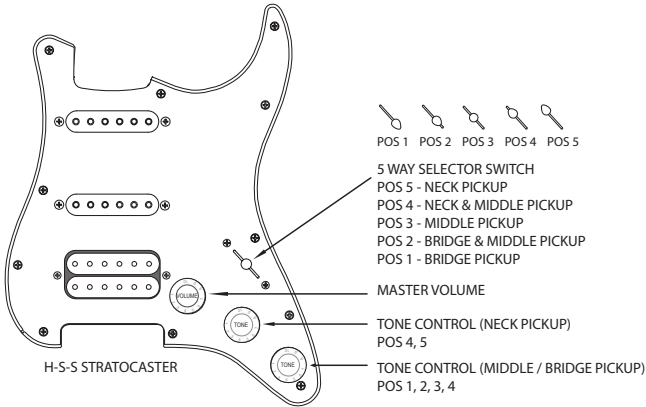 POS 1 POS 2 POS 3 POS 4 POS 5
5 WAY SELECTOR SWITCH
POS 5 - NECK PICKUP
POS 4 - NECK & MIDDLE PICKUP
POS 3 - MIDDLE PICKUP
POS 2 - BRIDGE & MIDDLE PICKUP
POS 1 - BRIDGE PICKUP
MASTER VOLUME
VOLUME
TONE
TONE CONTROL (NECK PICKUP)
POS 4, 5
H-S-S STRATOCASTER
TONE
TONE CONTROL (MIDDLE / BRIDGE PICKUP)
POS 1, 2, 3, 4